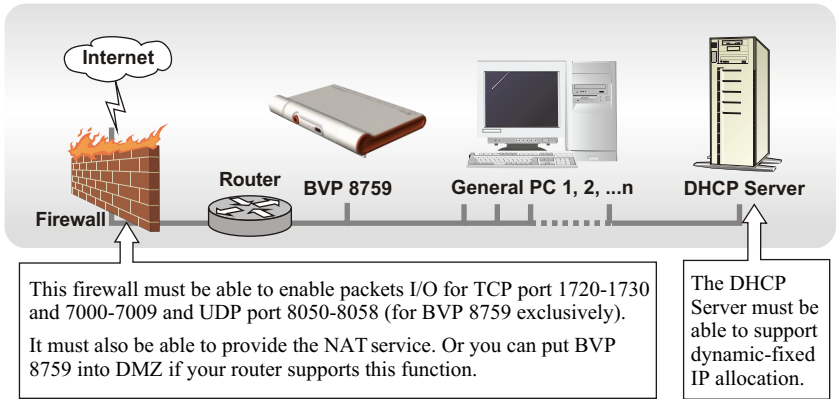 Internet
Router
BVP 8759
General PC 1, 2, ...n
DHCP Server
Firewall
This firewall must be able to enable packets I/O for TCP port 1720-1730
and 7000-7009 and UDP port 8050-8058 (for BVP 8759 exclusively).
It must also be able to provide the NAT service. Or you can put BVP
8759 into DMZ if your router supports this function.
The DHCP
Server must be
able to support
dynamic-fixed
IP allocation.